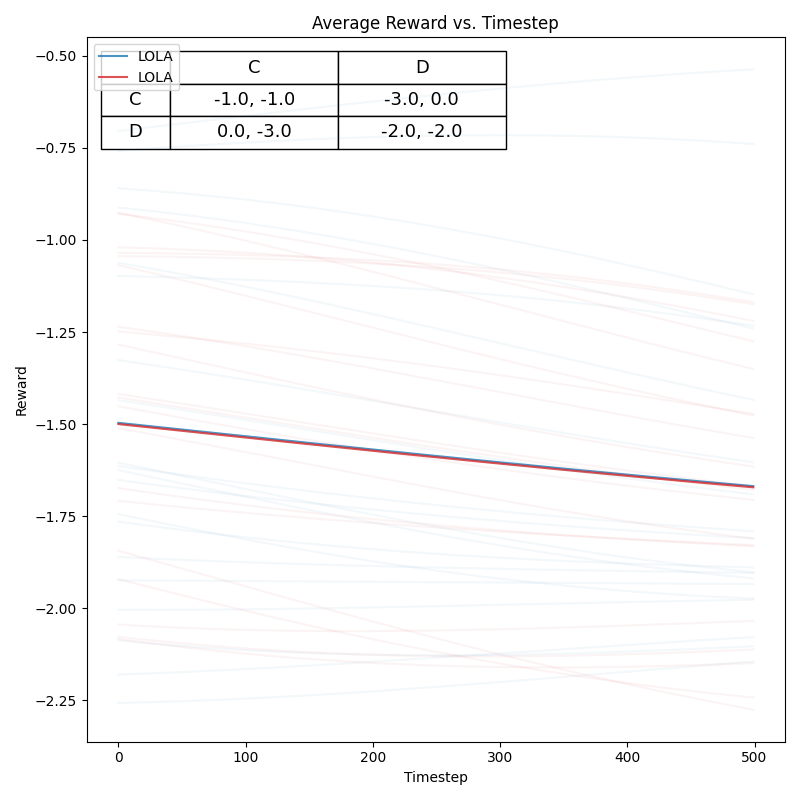 Average Reward vs. Timestep
LOLA
LOLA
C D
C -1.0, -1.0 -3.0, 0.0
D 0.0, -3.0 -2.0, -2.0
Reward
−0.50
−0.75
−1.00
−1.25
−1.50
−1.75
−2.00
−2.25
0 100 200 300 400 500
Timestep